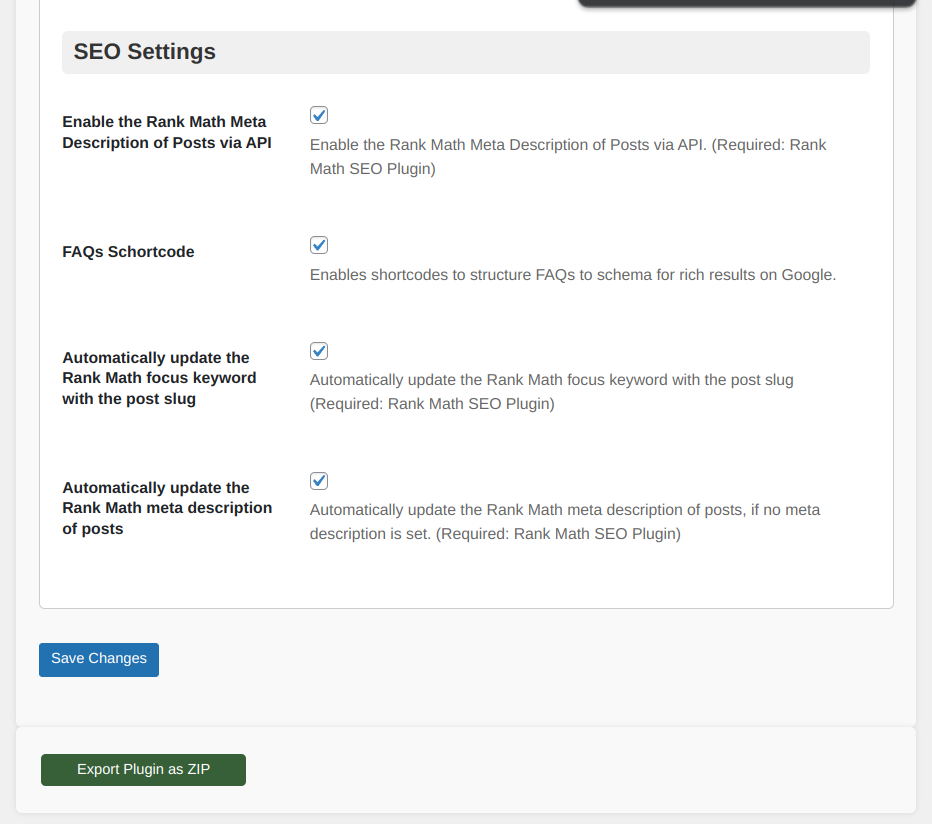 SEO Settings
Enable the Rank Math Meta
Description of Posts via API
Enable the Rank Math Meta Description of Posts via API. (Required: Rank
Math SEO Plugin)
FAQs Schortcode
Enables shortcodes to structure FAQs to schema for rich results on Google.
Automatically update the
Rank Math focus keyword
with the post slug
Automatically update the Rank Math focus keyword with the post slug
(Required: Rank Math SEO Plugin)
Automatically update the
Rank Math meta description
of posts
Automatically update the Rank Math meta description of posts, if no meta
description is set. (Required: Rank Math SEO Plugin)
Save Changes
Export Plugin as ZIP